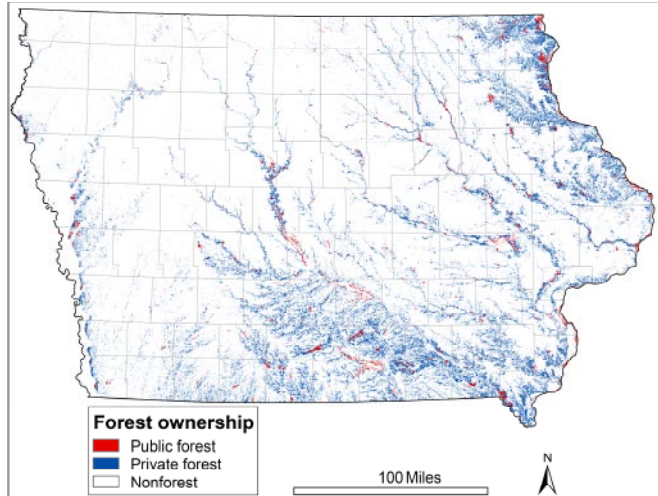 Forest ownership
Public forest
Private forest
Nonforest
100 Miles
N